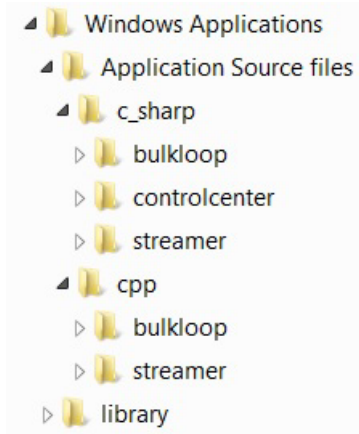 Windows Applications
Application Source files
c_sharp
bulkloop
controlcenter
streamer
cpp
bulkloop
streamer
library